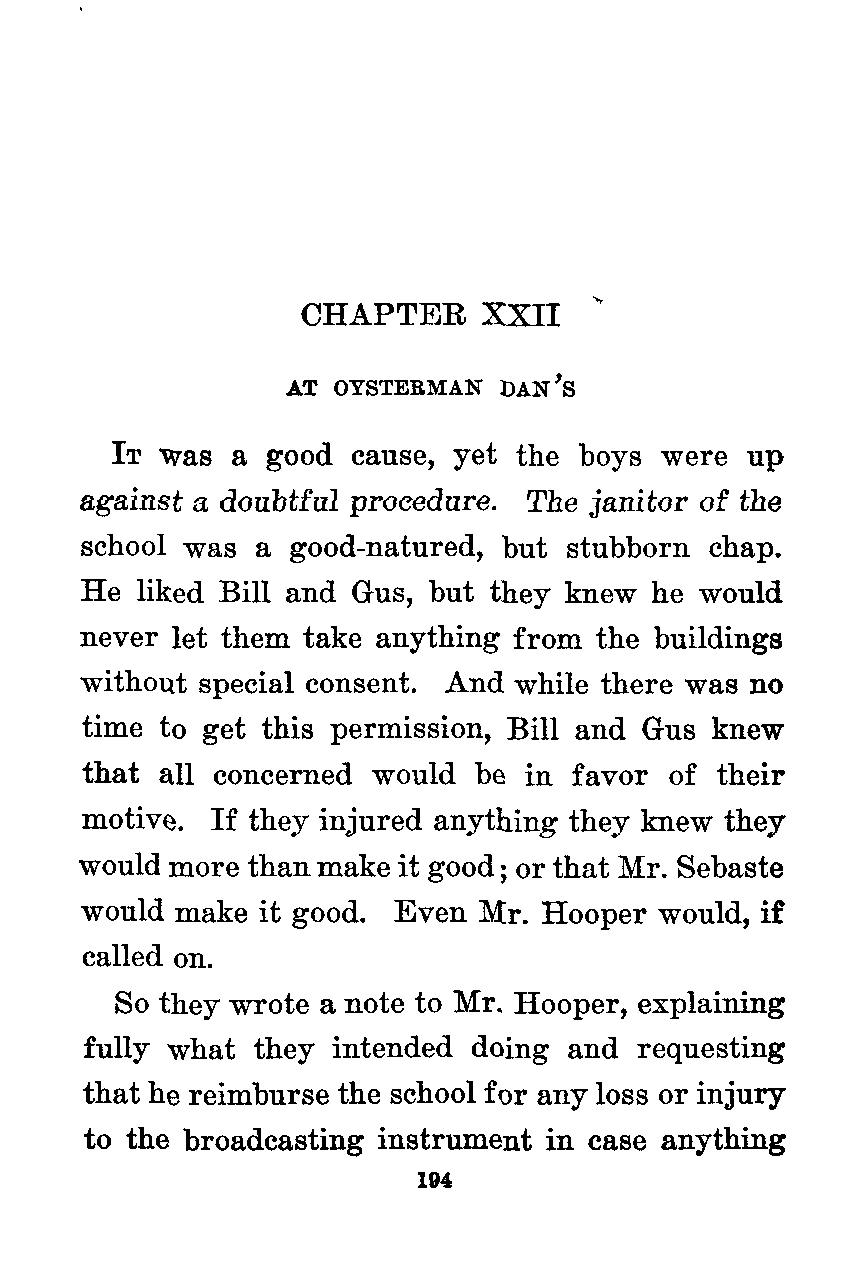 CHAPTER XXII
AT OYSTERMAN DAN'S
IT was a good cause, yet the boys were up
against a doubtful procedure. The janitor of the
school was a good-natured, but stubborn chap.
He liked Bill and Gus, but they knew he would
never let them take anything from the buildings
without special consent. And while there was no
time to get this permission, Bill and Gus knew
that all concerned would be in favor of their
motive. If they injured anything they knew they
would more than make it good; or that Mr. Sebaste
would make it good. Even Mr. Hooper would, if
called on.
So they wrote a note to Mr. Hooper, explaining
fully what they intended doing and requesting
that he reimburse the school for any loss or injury
to the broadcasting instrument in case anything
194